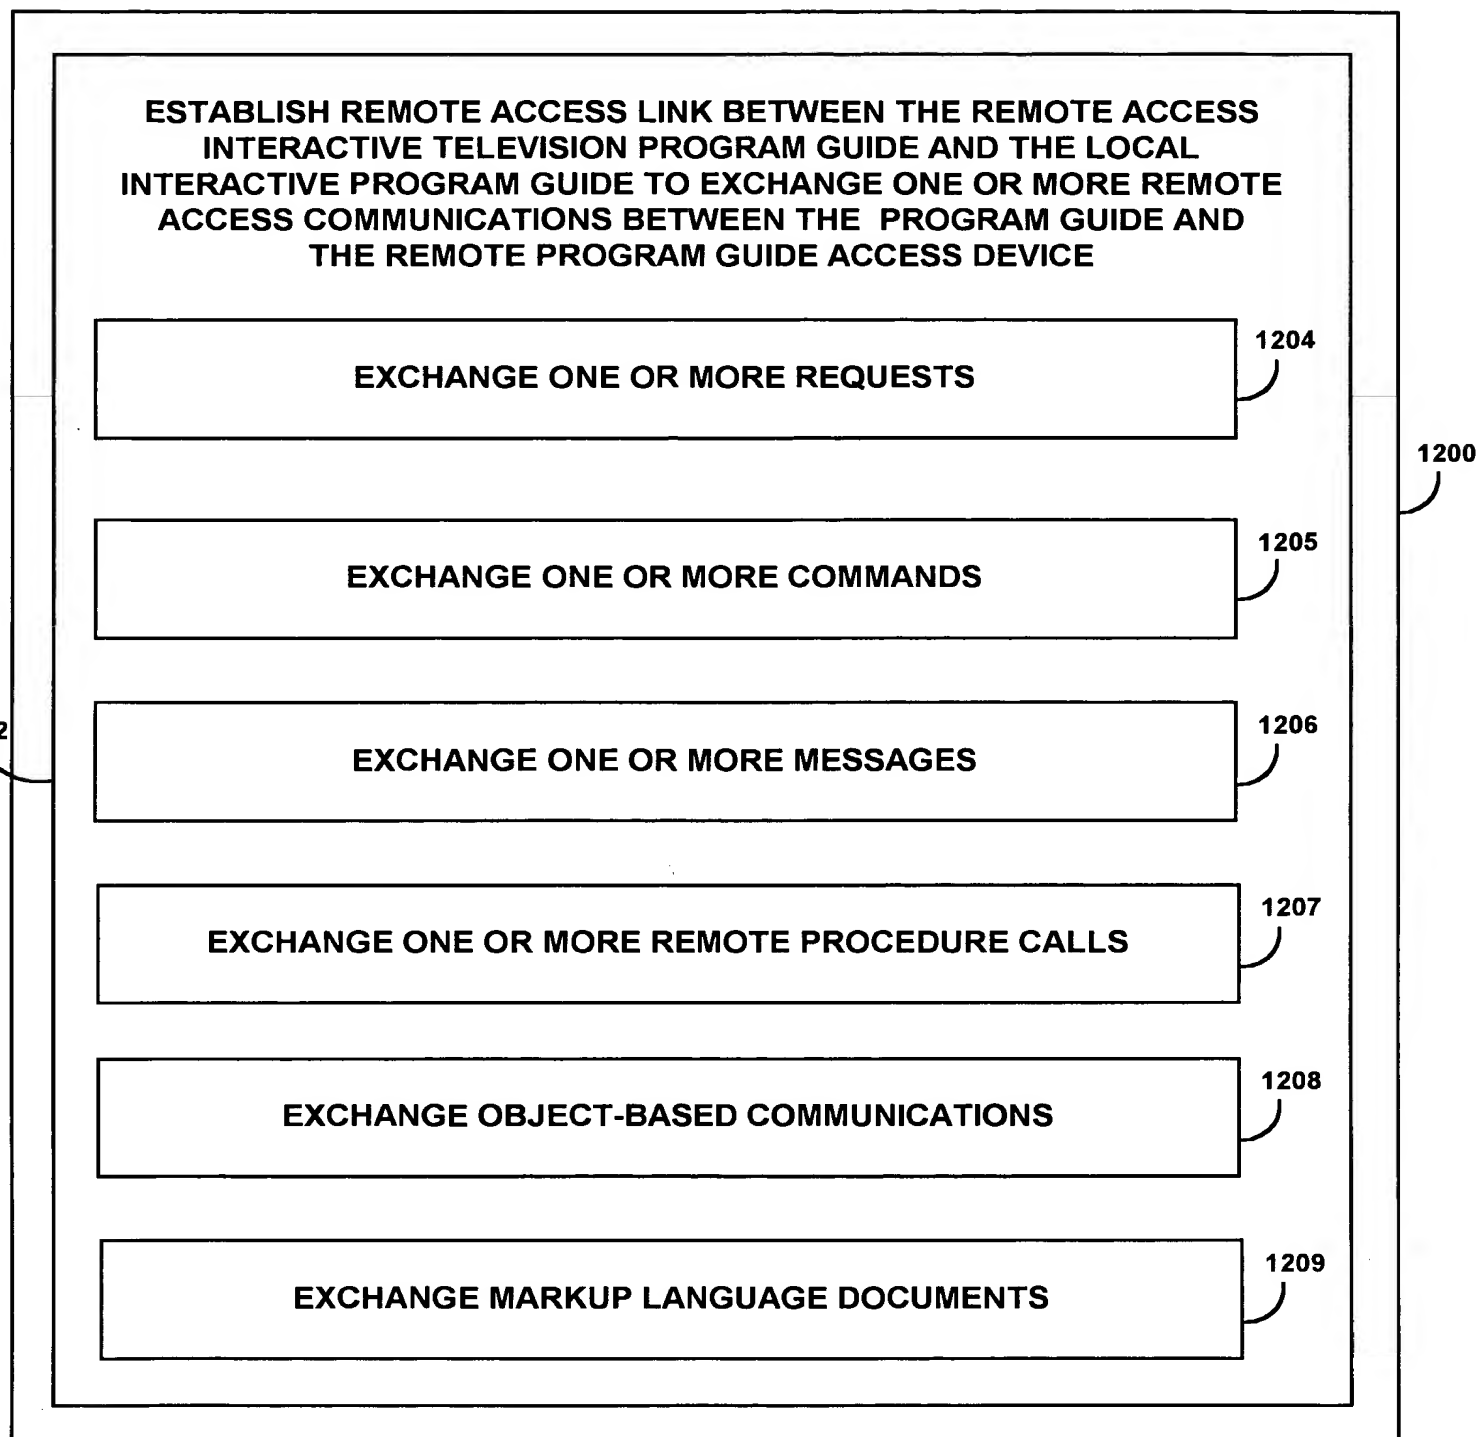 ESTABLISH REMOTE ACCESS LINK BETWEEN THE REMOTE ACCESS
INTERACTIVE TELEVISION PROGRAM GUIDE AND THE LOCAL
INTERACTIVE PROGRAM GUIDE TO EXCHANGE ONE OR MORE REMOTE
ACCESS COMMUNICATIONS BETWEEN THE PROGRAM GUIDE AND
THE REMOTE PROGRAM GUIDE ACCESS DEVICE
1204
EXCHANGE ONE OR MORE REQUESTS
1200
1205
EXCHANGE ONE OR MORE COMMANDS
1206
2
EXCHANGE ONE OR MORE MESSAGES
1207
EXCHANGE ONE OR MORE REMOTE PROCEDURE CALLS
1208
EXCHANGE OBJECT-BASED COMMUNICATIONS
1209
EXCHANGE MARKUP LANGUAGE DOCUMENTS